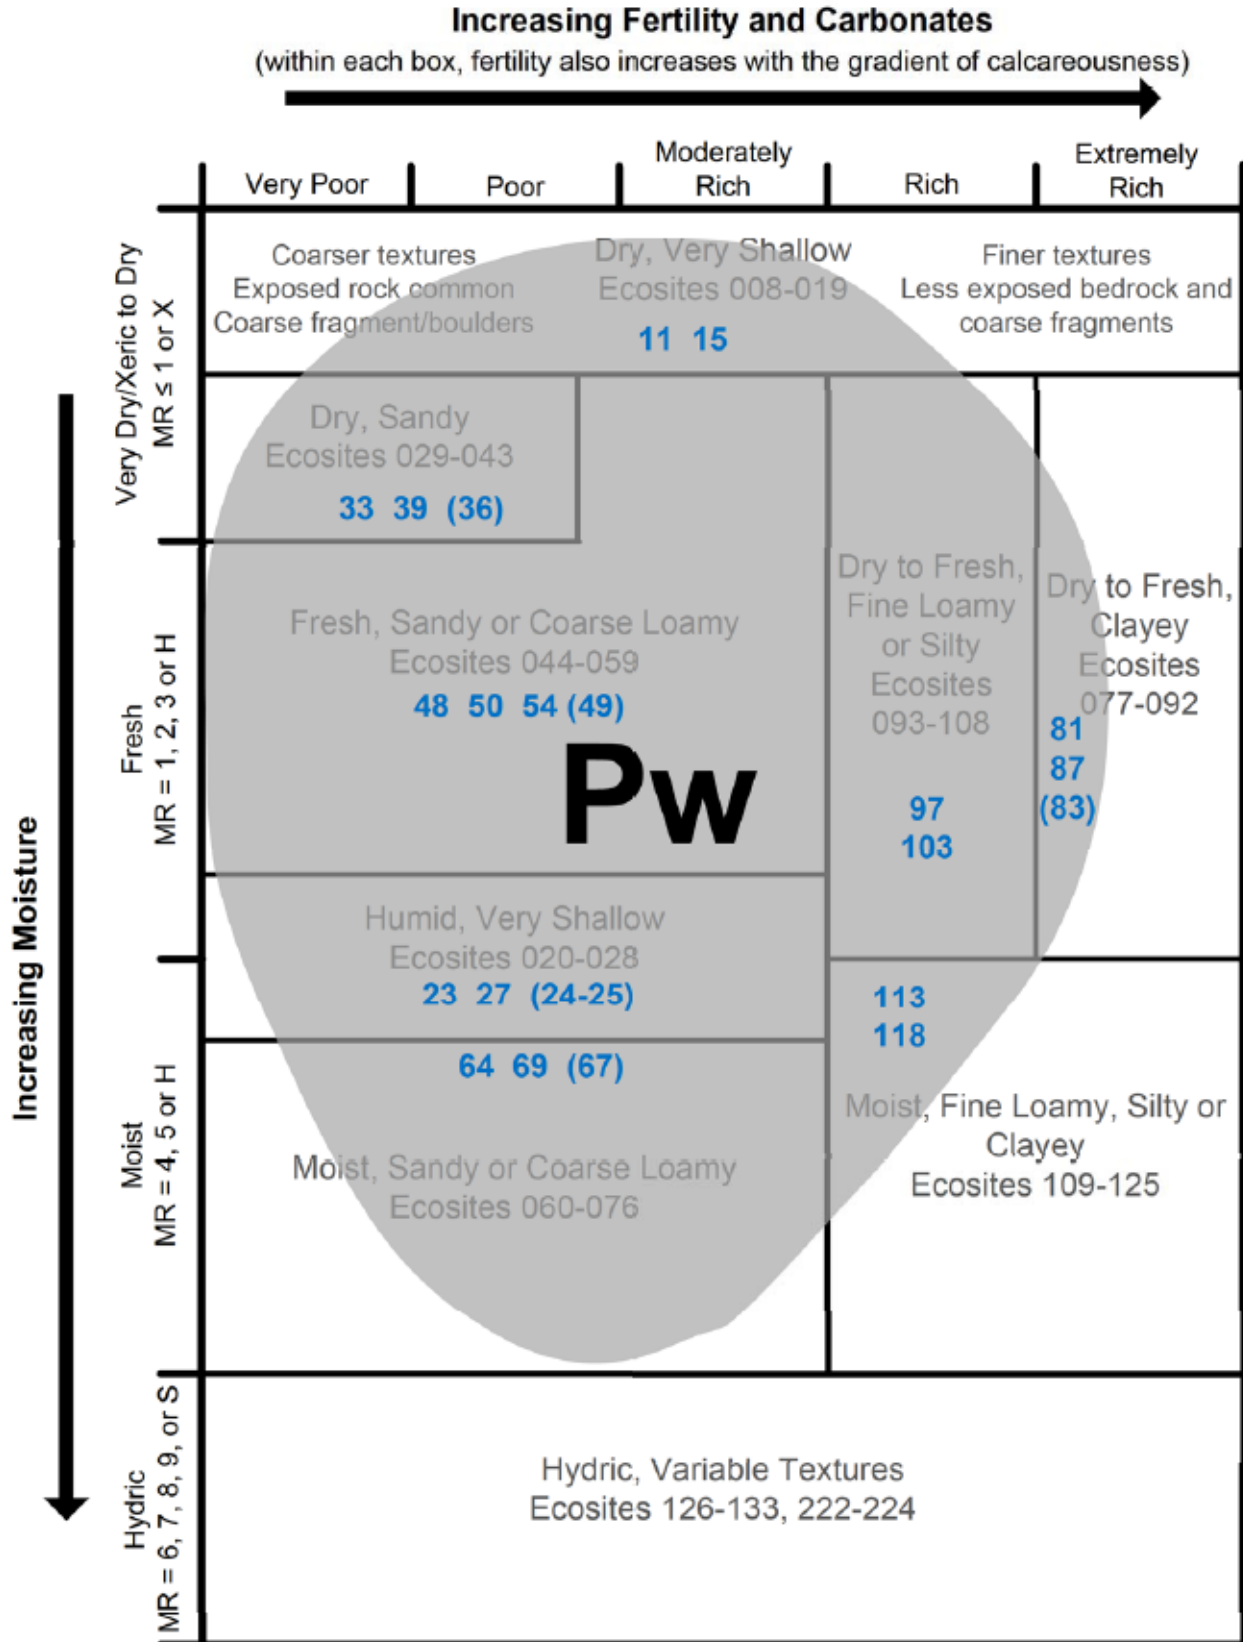 Increasing Fertility and Carbonates
(within each box, fertility also increases with the gradient of calcareousness)
Very Poor
Poor
Moderately
Rich
Rich
Extremely
Rich
Increasing Moisture
Very Dry/Xeric to Dry
MR ≤ 1 or X
Coarser textures
Exposed rock common
Coarse fragment/boulders
Dry, Very Shallow
Ecosites 008-019
11 15
Finer textures
Less exposed bedrock and
coarse fragments
Dry, Sandy
Ecosites 029-043
33 39 (36)
Fresh
MR = 1, 2, 3 or H
Fresh, Sandy or Coarse Loamy
Ecosites 044-059
48 50 54 (49)
Pw
Dry to Fresh,
Fine Loamy
or Silty
Ecosites
093-108
97
103
Dry to Fresh,
Clayey
Ecosites
077-092
81
87
(83)
Humid, Very Shallow
Ecosites 020-028
23 27 (24-25)
Moist
MR = 4, 5 or H
64 69 (67)
Moist, Sandy or Coarse Loamy
Ecosites 060-076
113
118
Moist, Fine Loamy, Silty or
Clayey
Ecosites 109-125
Hydric
MR = 6, 7, 8, 9, or S
Hydric, Variable Textures
Ecosites 126-133, 222-224